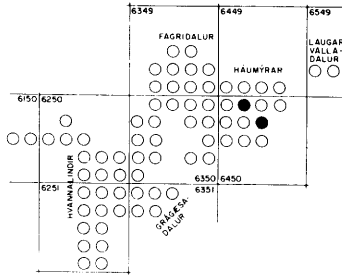 6349
6449
6549
FAGRIDALUR
LAUGAR
VALLA-
DALUR
HÁUMÝRAR
6150 6250
HVANNALINDIR
6251
6350 6450
6351
GRÁGÆSA-
DALUR